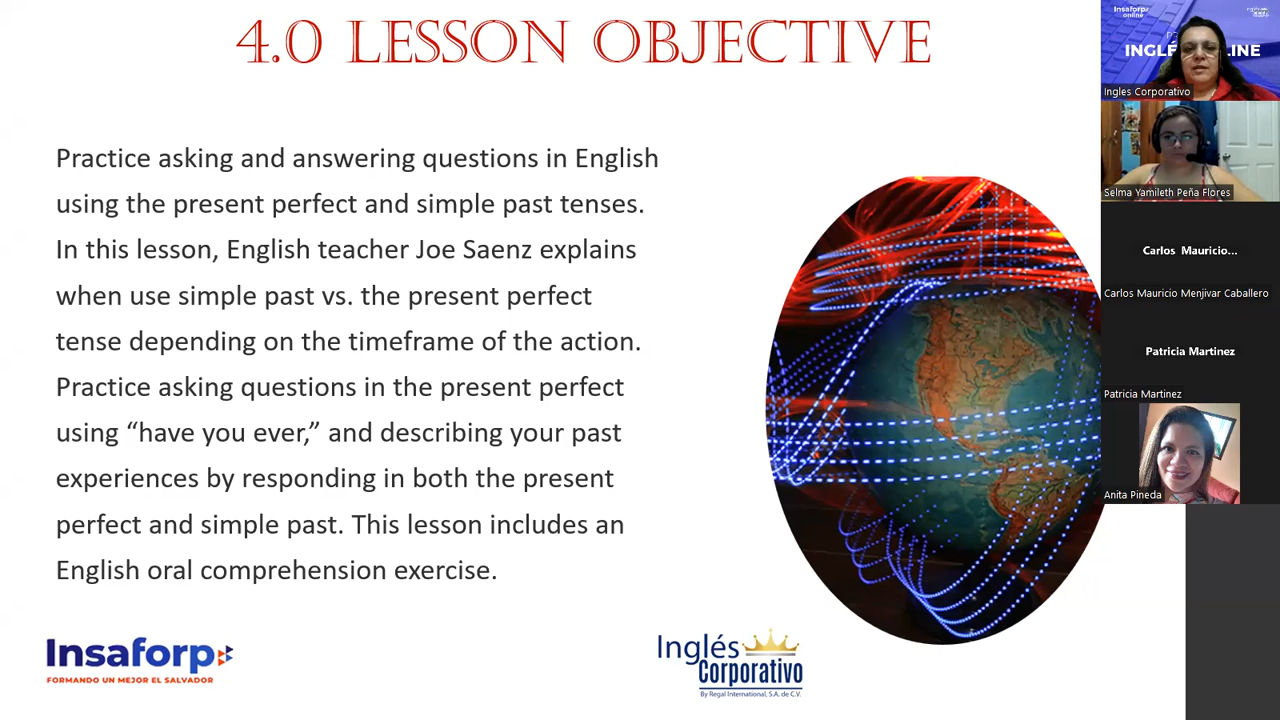 4.0 LESSON OBJECTIVE
Practice asking and answering questions in English
using the present perfect and simple past tenses.
In this lesson, English teacher Joe Saenz explains
when use simple past vs. the present perfect
tense depending on the timeframe of the action.
Practice asking questions in the present perfect
using “have you ever,” and describing your past
experiences by responding in both the present
perfect and simple past. This lesson includes an
English oral comprehension exercise.
Insaforp
FORMANDO UN MEJOR EL SALVADOR
Inglés
Corporativo
By Regal International, S.A. de C.V.
Insaforp
online
Ingles Corporativo
Selma Yamileth Peña Flores
Carlos Mauricio...
Carlos Mauricio Menjivar Caballero
Patricia Martinez
Patricia Martinez
Anita Pineda